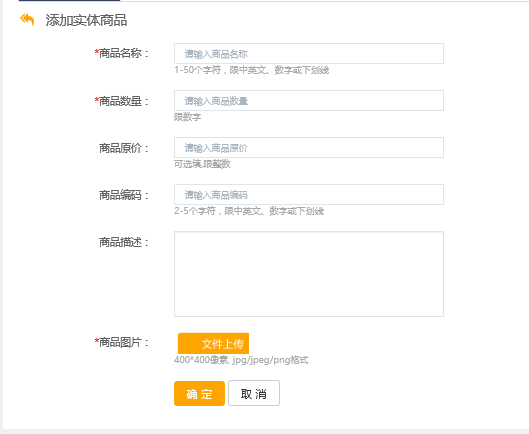 添加实体商品
*商品名称： 请输入商品名称
1-50个字符，限中英文、数字或下划线
*商品数量： 请输入商品数量
限数字
商品原价： 请输入商品原价
可选填,限整数
商品编码： 请输入商品编码
2-5个字符，限中英文、数字或下划线
商品描述：
*商品图片： 文件上传
400*400像素, jpg/jpeg/png格式
确 定 取 消